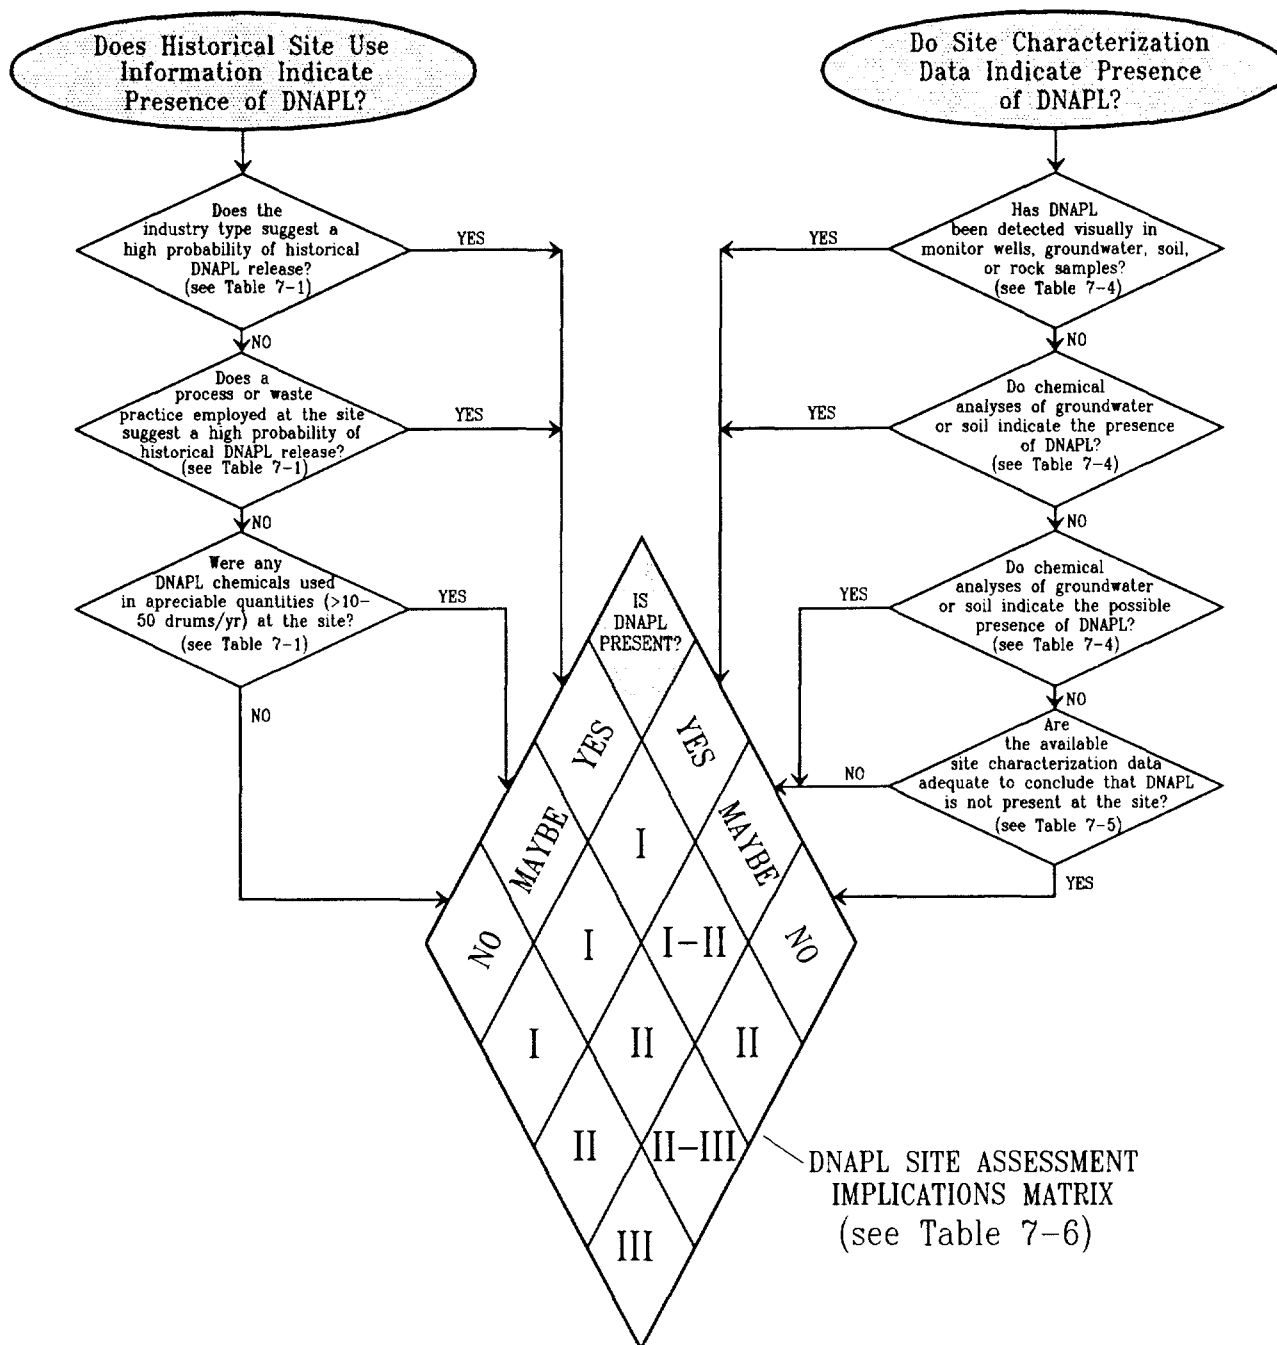 Does Historical Site Use
Information Indicate
Presence of DNAPL?
Does the
industry type suggest a
high probability of historical
DNAPL release?
(see Table 7-1)
YES
NO
Does a
process or waste
practice employed at the site
suggest a high probability of
historical DNAPL release?
(see Table 7-1)
YES
NO
Were any
DNAPL chemicals used
in apreciable quantities (>10-
50 drums/yr) at the site?
(see Table 7-1)
YES
NO
Do Site Characterization
Data Indicate Presence
of DNAPL?
Has DNAPL
been detected visually in
monitor wells, groundwater, soil,
or rock samples?
(see Table 7-4)
YES
NO
Do chemical
analyses of groundwater
or soil indicate the presence
of DNAPL?
(see Table 7-4)
YES
NO
Do chemical
analyses of groundwater
or soil indicate the possible
presence of DNAPL?
(see Table 7-4)
YES
NO
Are
the available
site characterization data
adequate to conclude that DNAPL
is not present at the site?
(see Table 7-5)
NO
YES
IS
DNAPL
PRESENT?
YES
YES
MAYBE
I
MAYBE
NO
I
I-II
NO
I
II
II
II
II-III
III
DNAPL SITE ASSESSMENT
IMPLICATIONS MATRIX
(see Table 7-6)